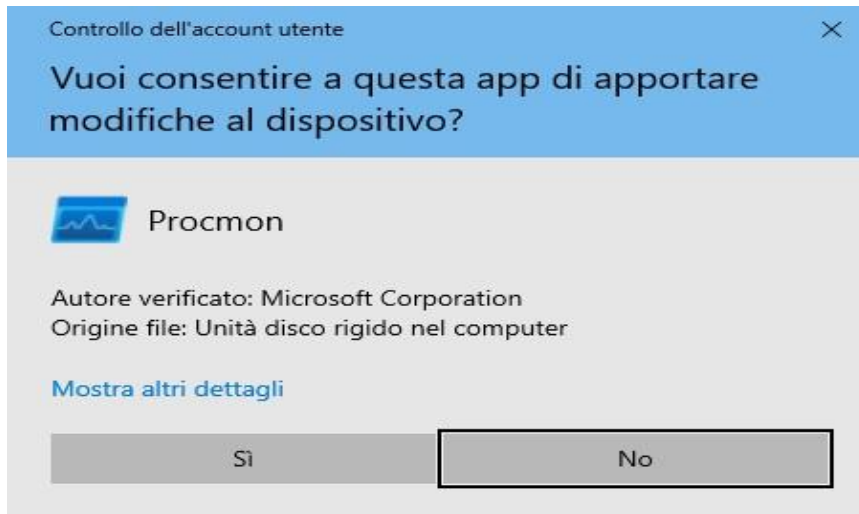 Controllo dell'account utente
Vuoi consentire a questa app di apportare
modifiche al dispositivo?
Procmon
Autore verificato: Microsoft Corporation
Origine file: Unità disco rigido nel computer
Mostra altri dettagli
Sì
No